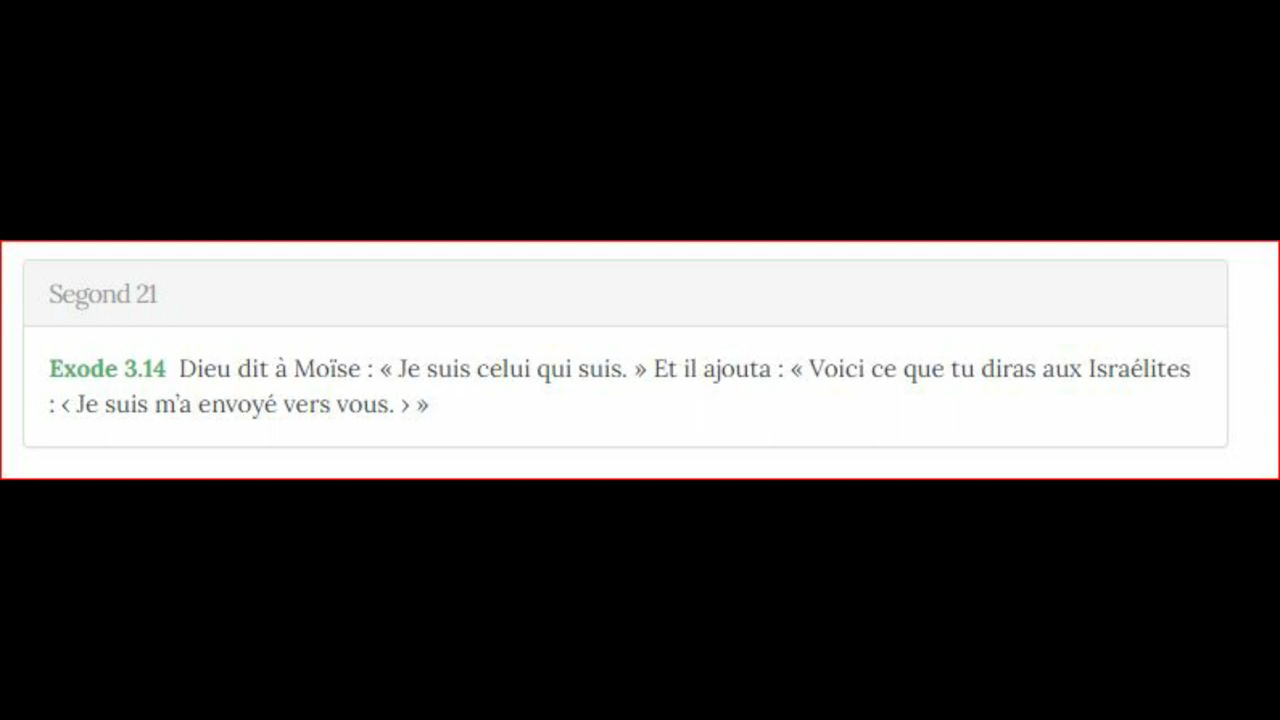 Segond 21
Exode 3.14 Dieu dit à Moïse : « Je suis celui qui suis. » Et il ajouta : « Voici ce que tu diras aux Israélites
: ‹ Je suis m’a envoyé vers vous. › »